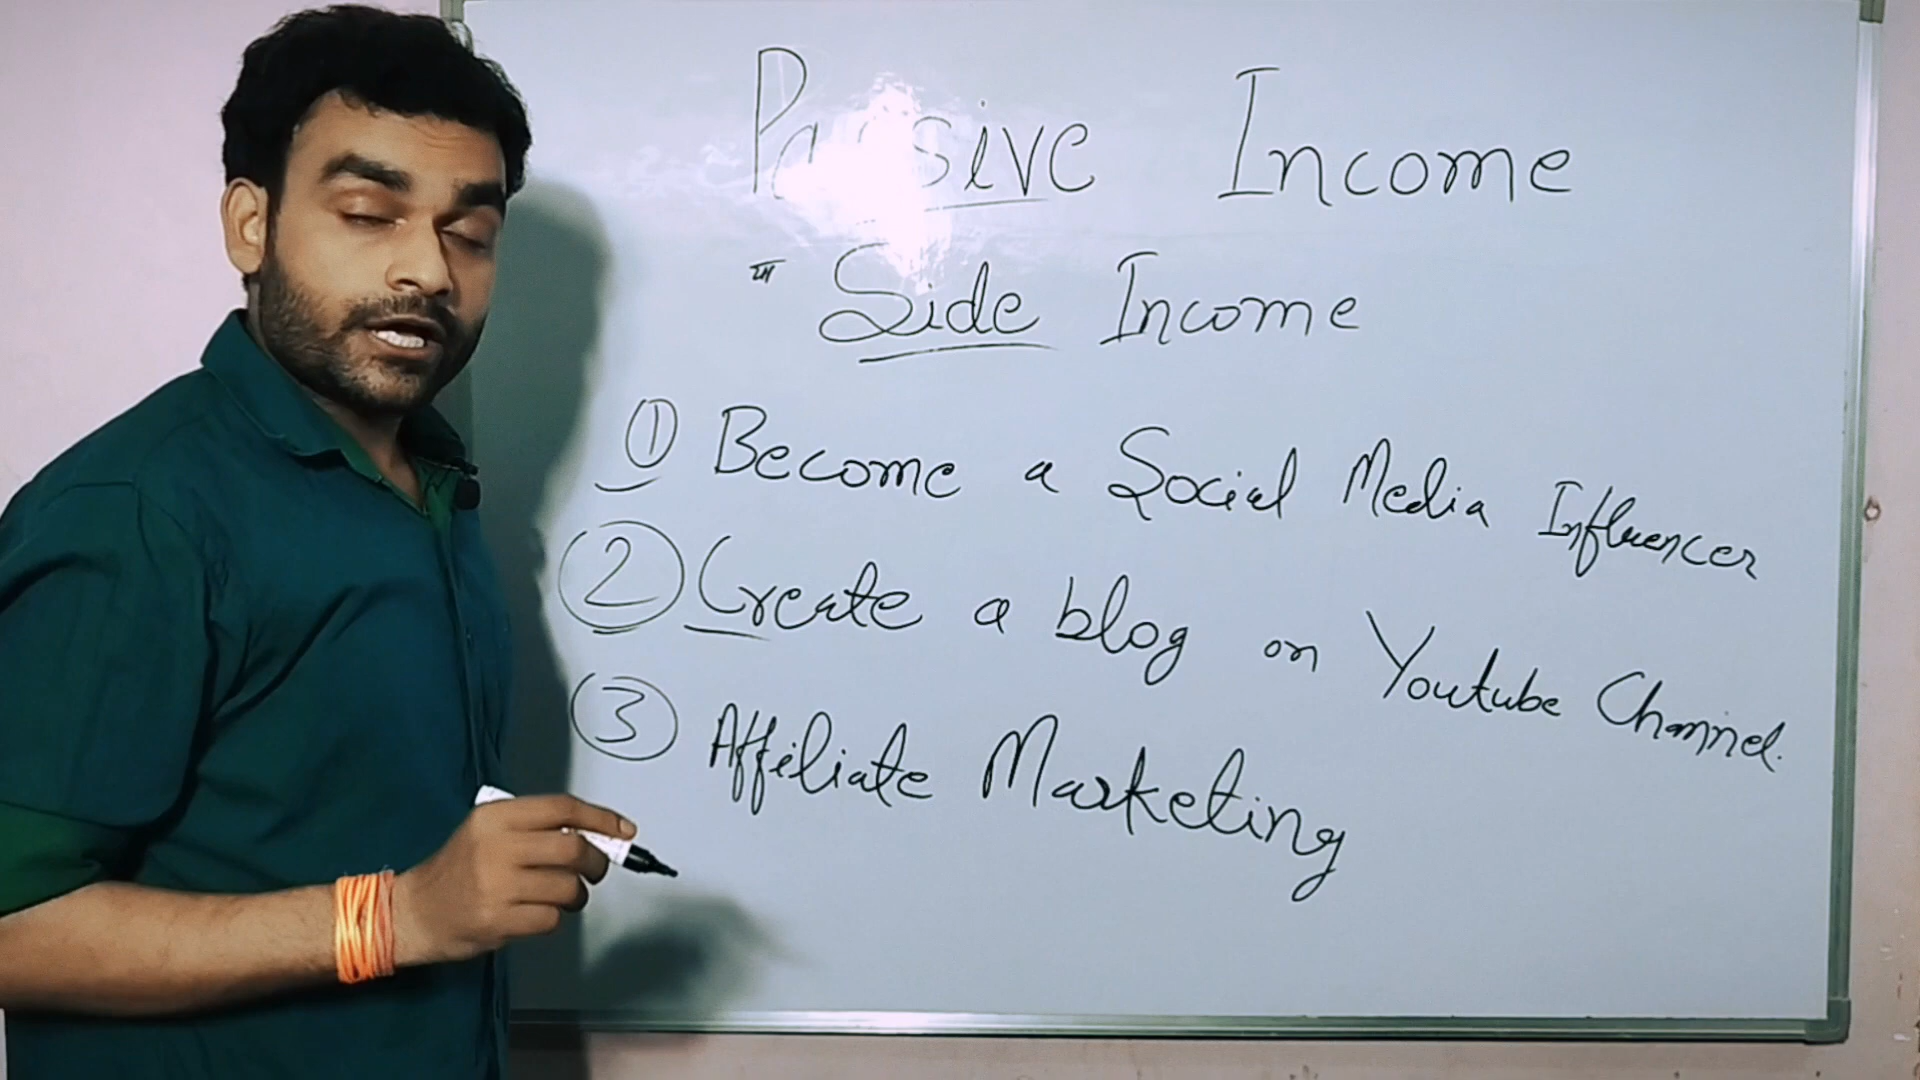 Passive Income
या Side Income
① Become a Social Media Influencer
② Create a blog on Youtube Channel.
③ Affiliate Marketing